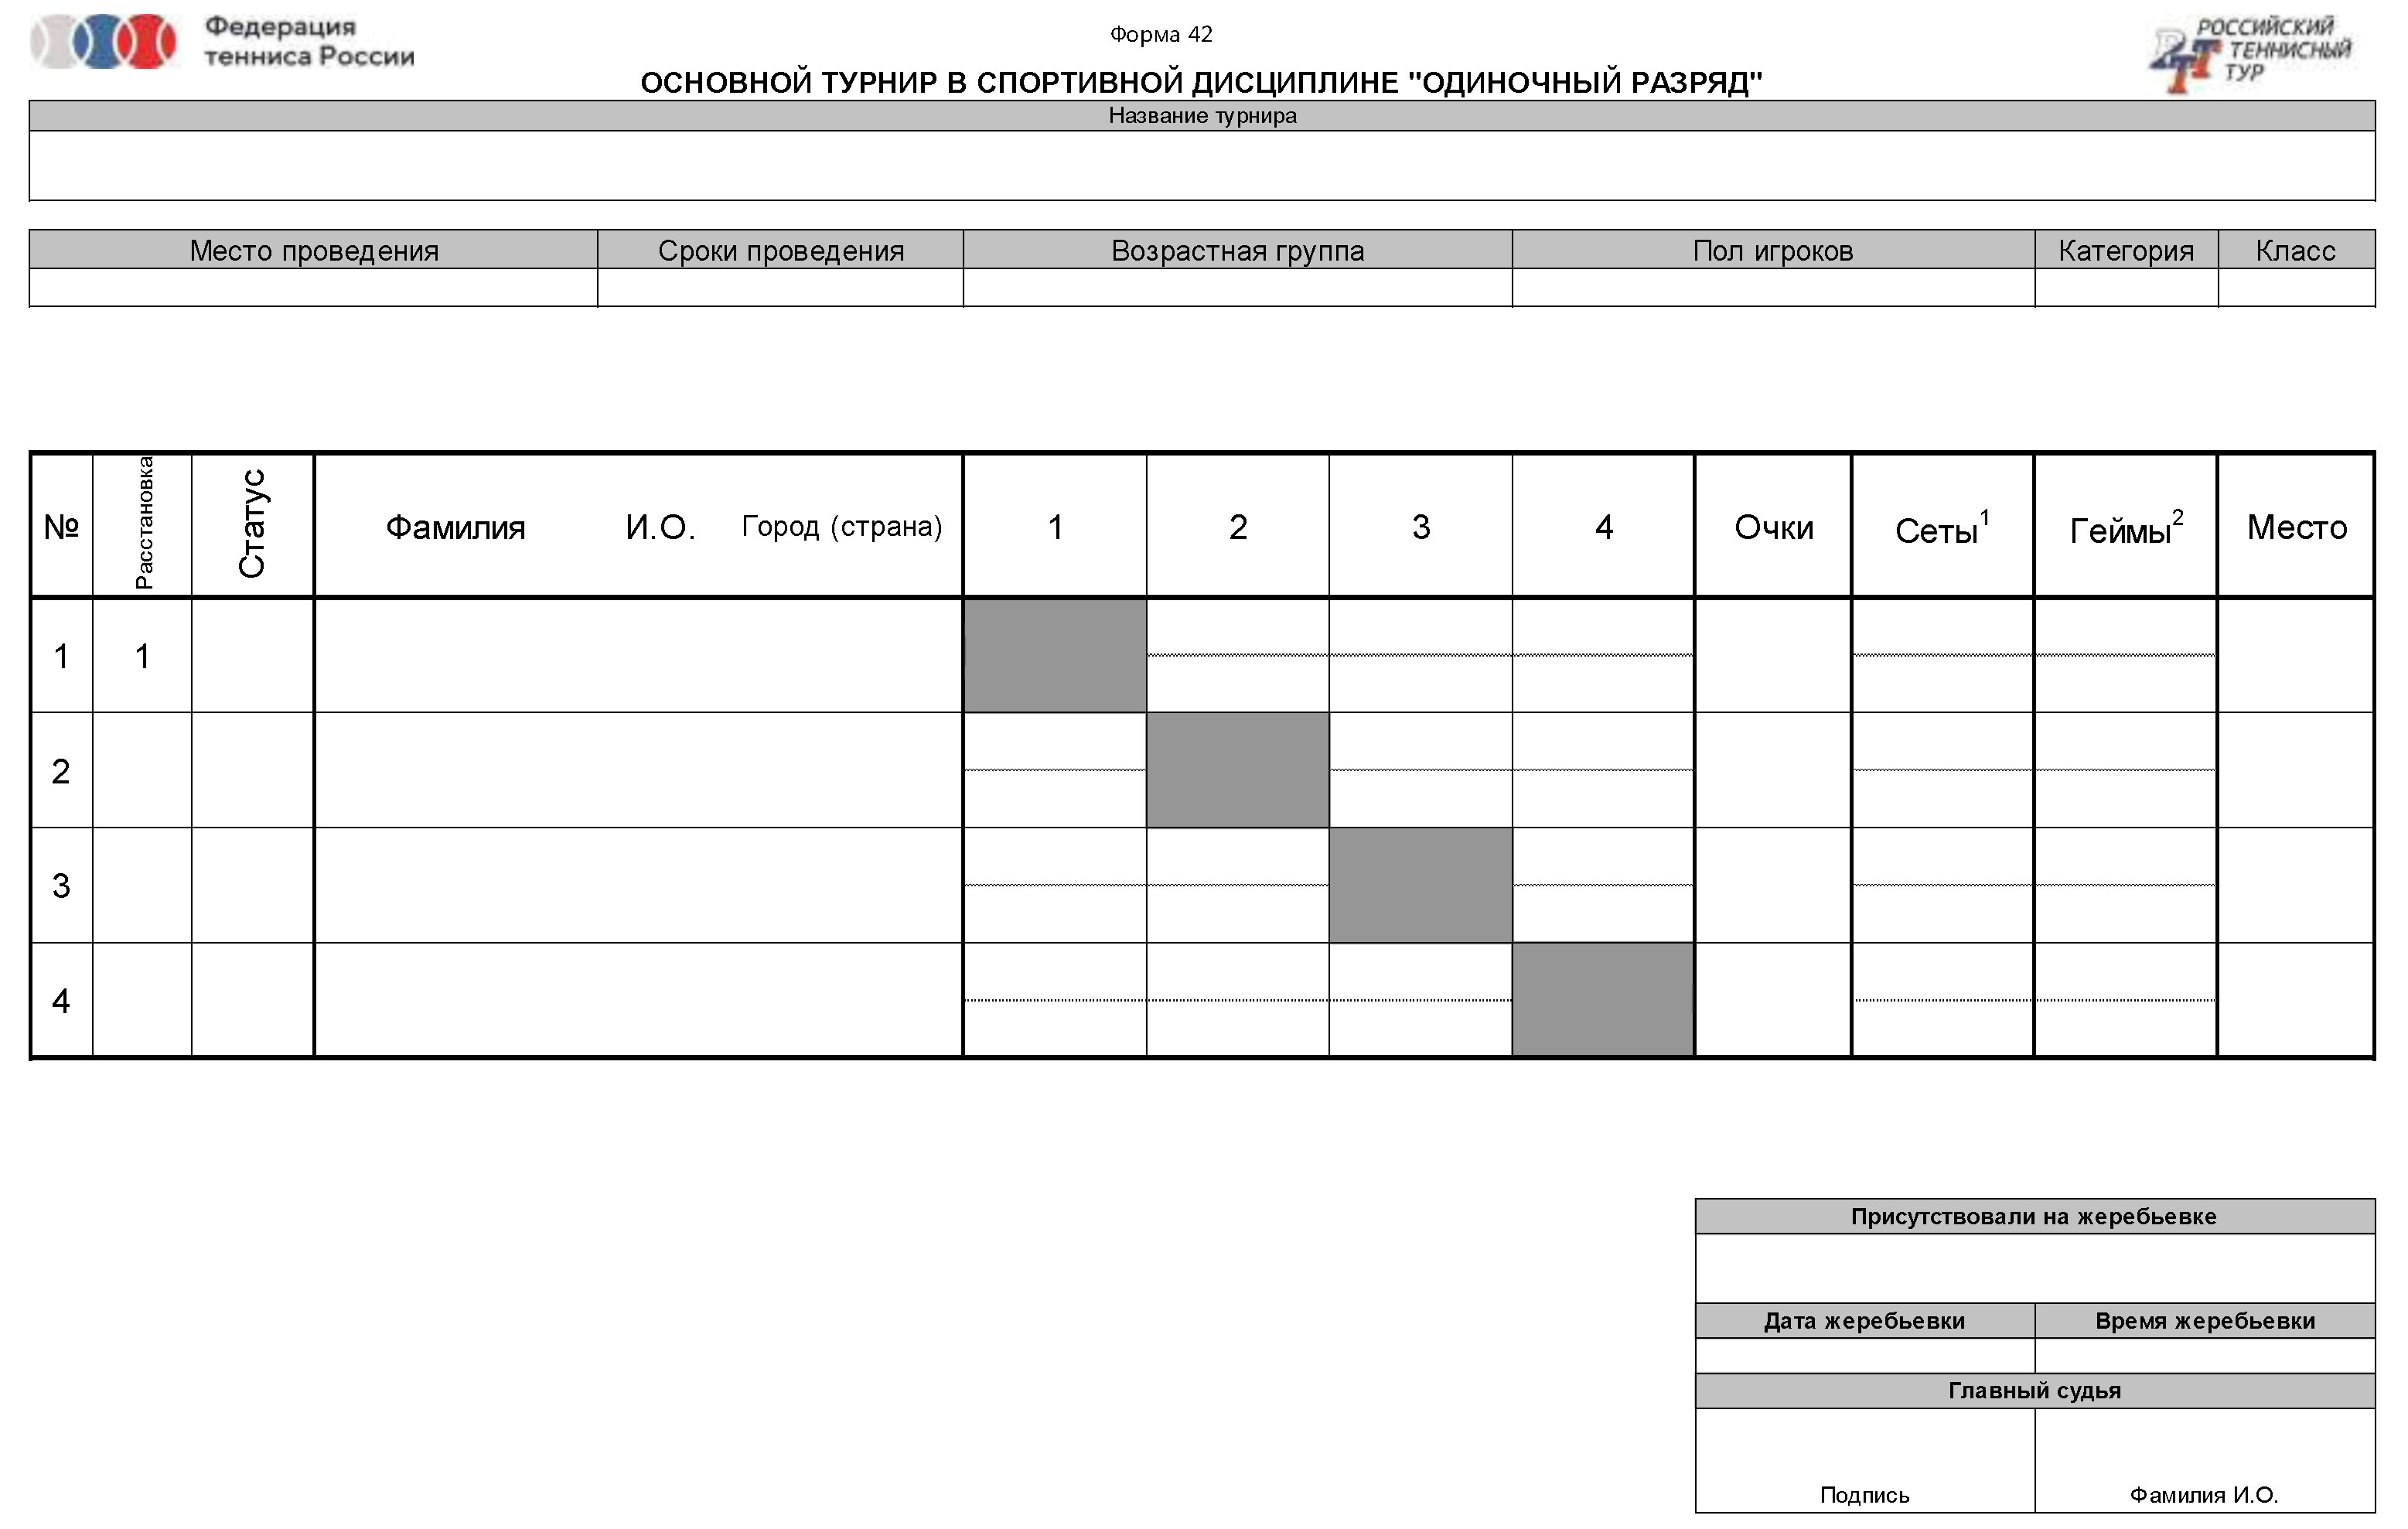 Федерация
тенниса России
Форма 42
РОССИЙСКИЙ
ТЕННИСНЫЙ
ТУР
РТТ
ОСНОВНОЙ ТУРНИР В СПОРТИВНОЙ ДИСЦИПЛИНЕ "ОДИНОЧНЫЙ РАЗРЯД"
Название турнира
Место проведения Сроки проведения Возрастная группа Пол игроков Категория Класс
№ Расстановка Статус Фамилия И.О. Город (страна) 1 2 3 4 Очки Сеты¹ Геймы² Место
1 1
2
3
4
Присутствовали на жеребьевке
Дата жеребьевки Время жеребьевки
Главный судья
Подпись Фамилия И.О.